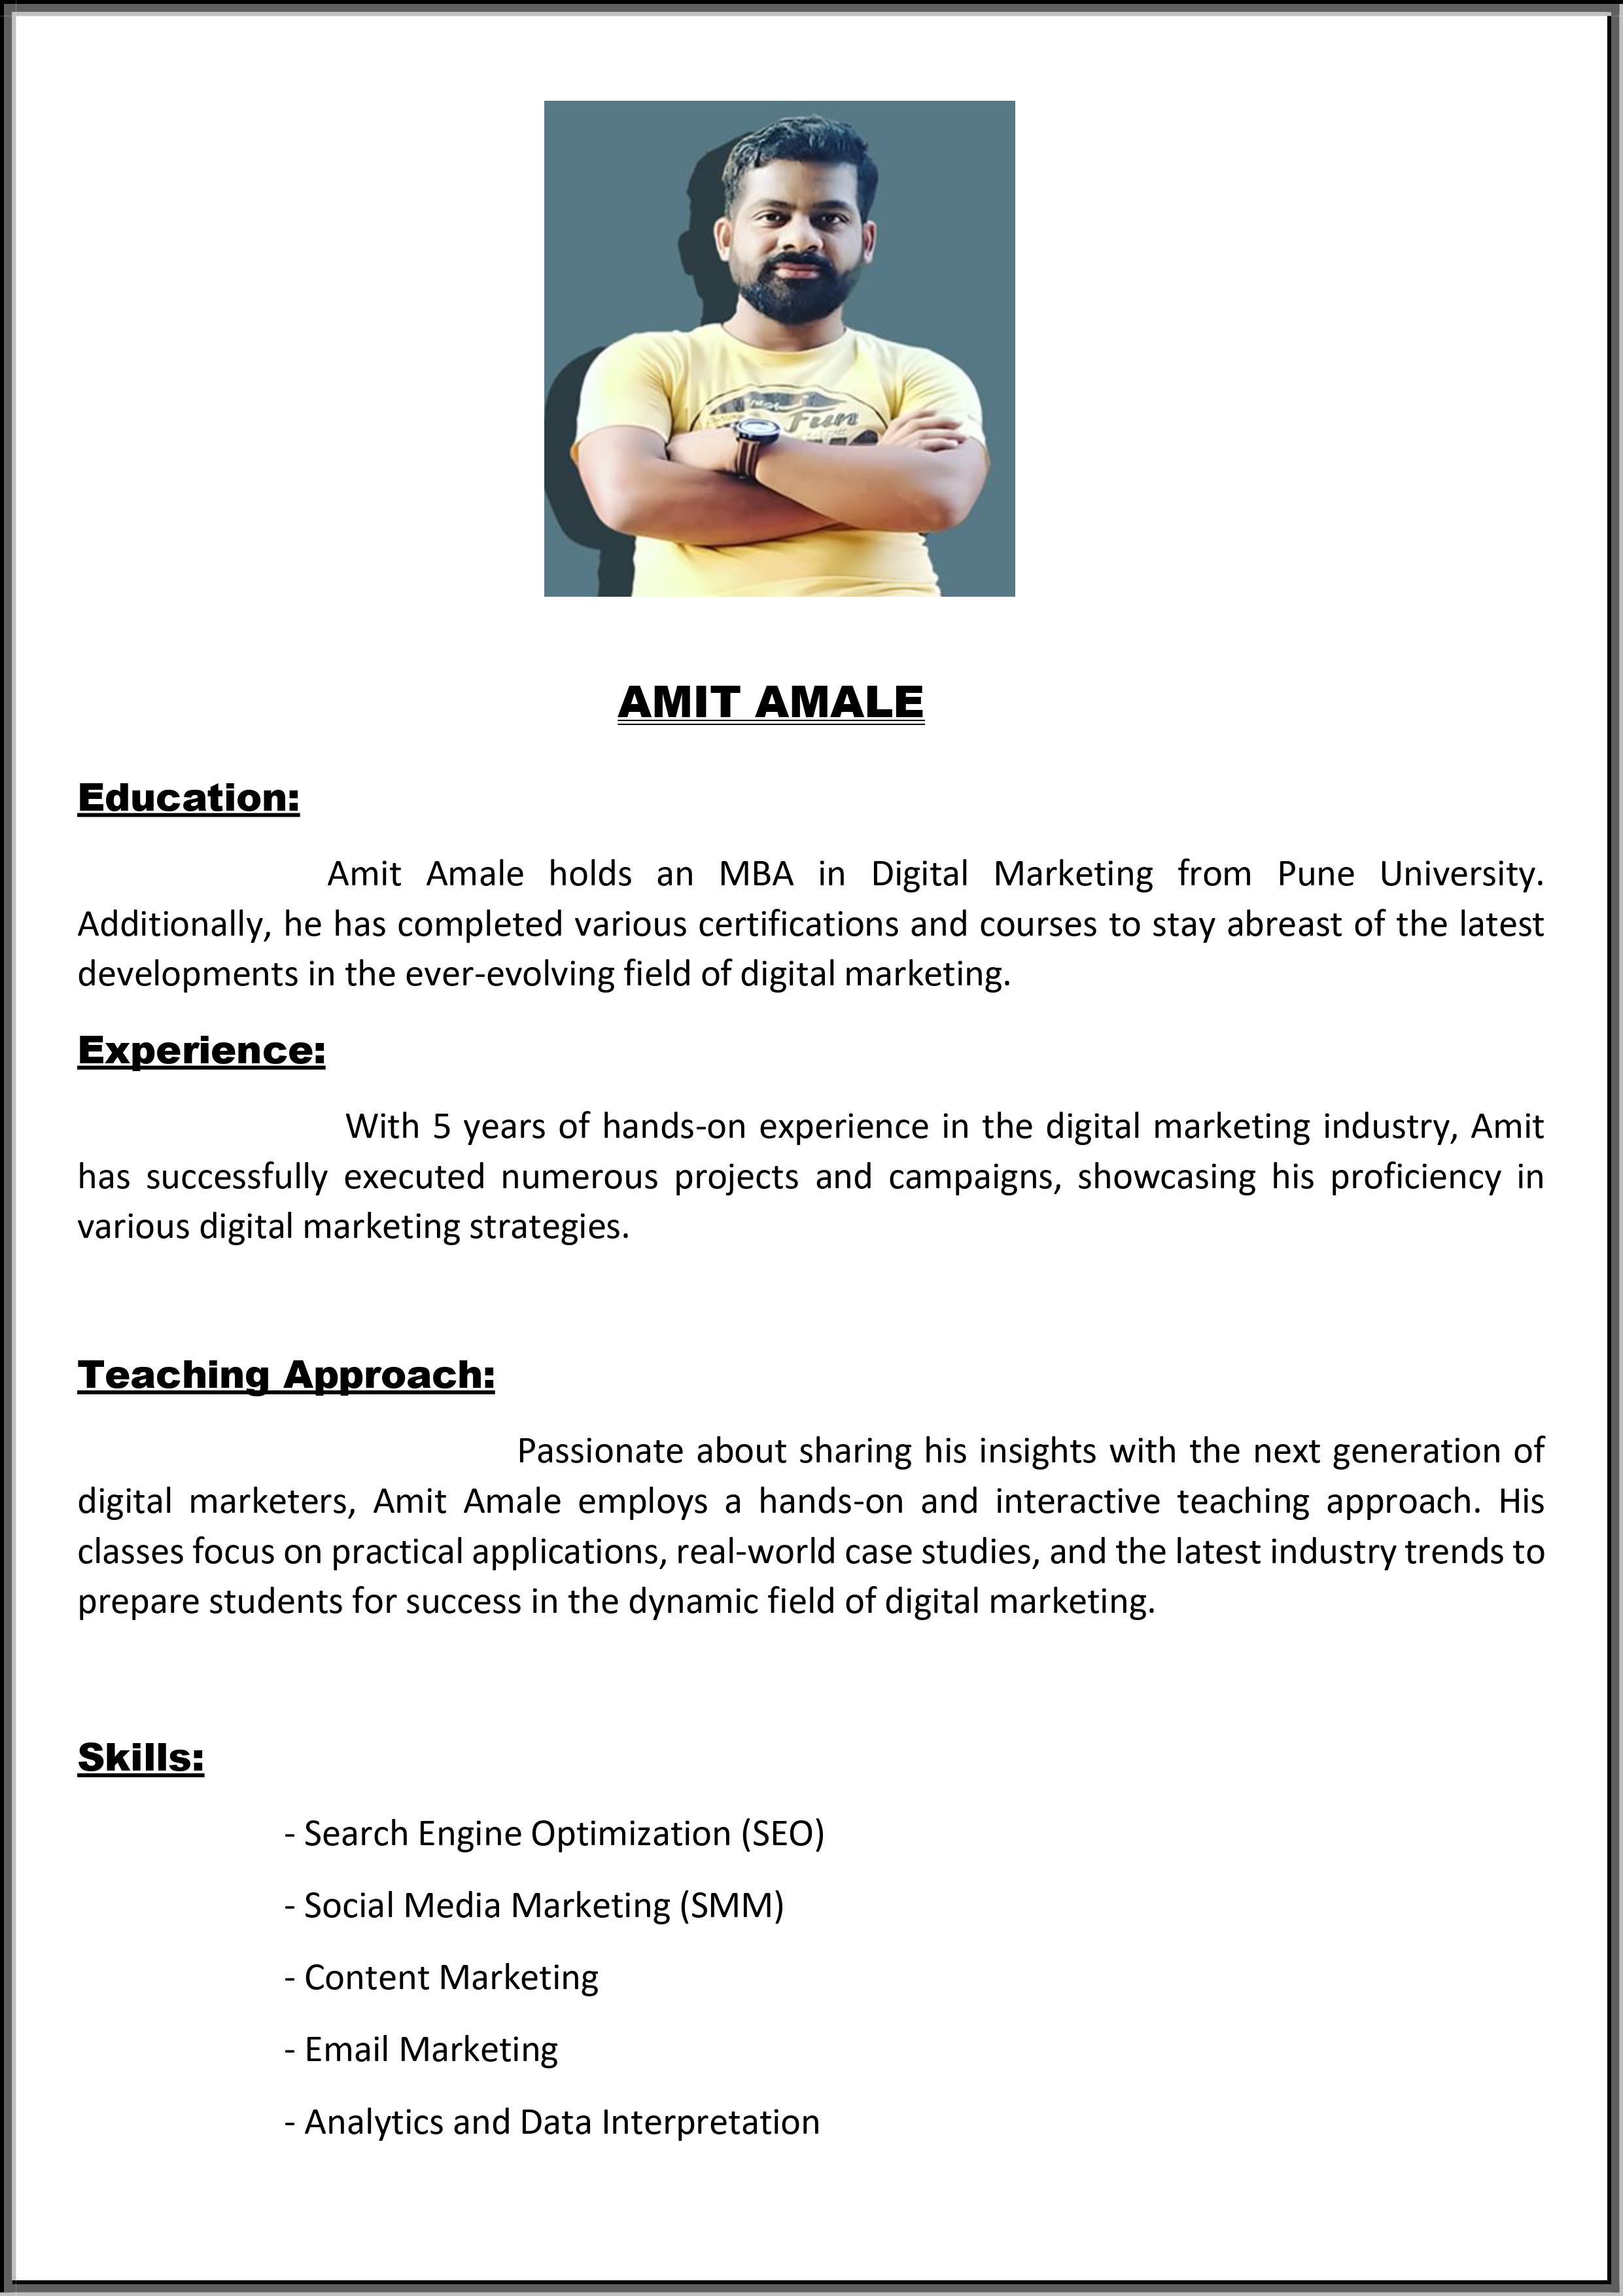 Fun
AMIT AMALE
Education:
Amit Amale holds an MBA in Digital Marketing from Pune University.
Additionally, he has completed various certifications and courses to stay abreast of the latest
developments in the ever-evolving field of digital marketing.
Experience:
With 5 years of hands-on experience in the digital marketing industry, Amit
has successfully executed numerous projects and campaigns, showcasing his proficiency in
various digital marketing strategies.
Teaching Approach:
Passionate about sharing his insights with the next generation of
digital marketers, Amit Amale employs a hands-on and interactive teaching approach. His
classes focus on practical applications, real-world case studies, and the latest industry trends to
prepare students for success in the dynamic field of digital marketing.
Skills:
- Search Engine Optimization (SEO)
- Social Media Marketing (SMM)
- Content Marketing
- Email Marketing
- Analytics and Data Interpretation